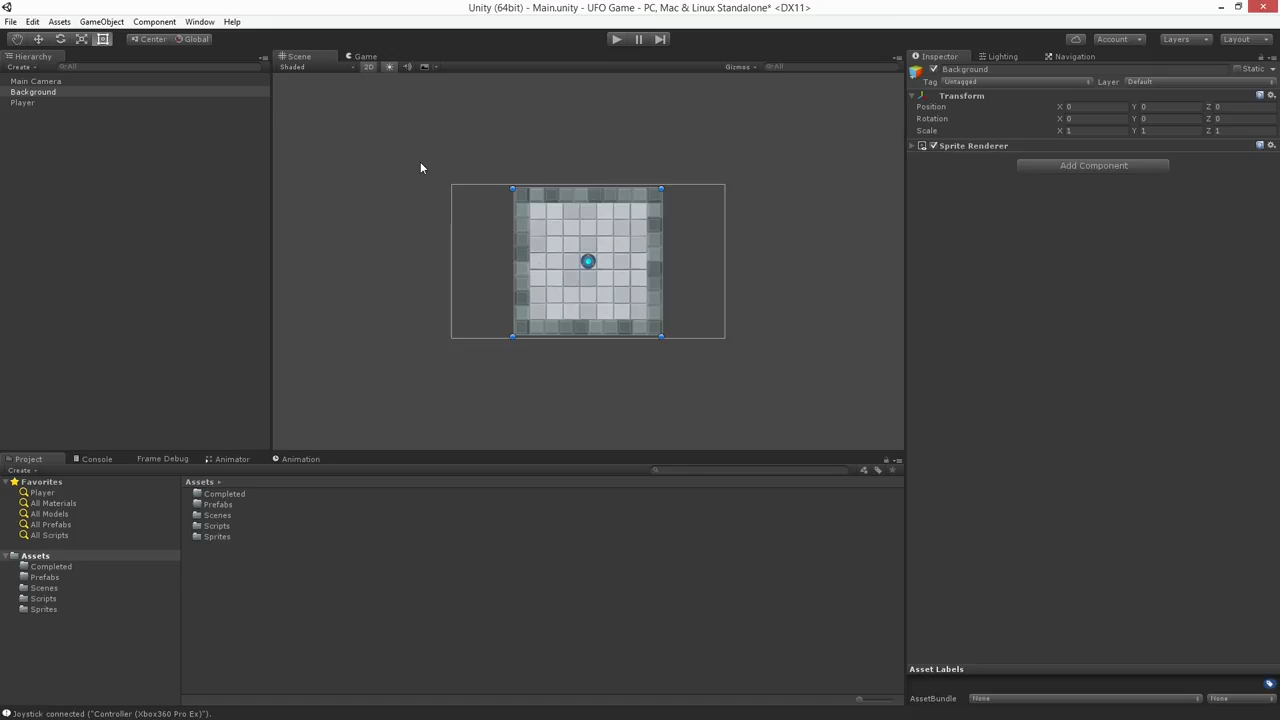 Unity (64bit) - Main.unity - UFO Game - PC, Mac & Linux Standalone* <DX11>
File Edit Assets GameObject Component Window Help
Center Global Account Layers Layout
Hierarchy Scene Game Inspector Lighting Navigation
Create All Shaded 2D Gizmos All Background Static
Main Camera
Background
Player
Tag Untagged Layer Default
Transform
Position X 0 Y 0 Z 0
Rotation X 0 Y 0 Z 0
Scale X 1 Y 1 Z 1
Sprite Renderer
Add Component
Project Console Frame Debug Animator Animation
Create
Favorites
Player
All Materials
All Models
All Prefabs
All Scripts
Assets
Completed
Prefabs
Scenes
Scripts
Sprites
Assets
Completed
Prefabs
Scenes
Scripts
Sprites
Asset Labels
AssetBundle None None
Joystick connected ("Controller (Xbox360 Pro Ex)").